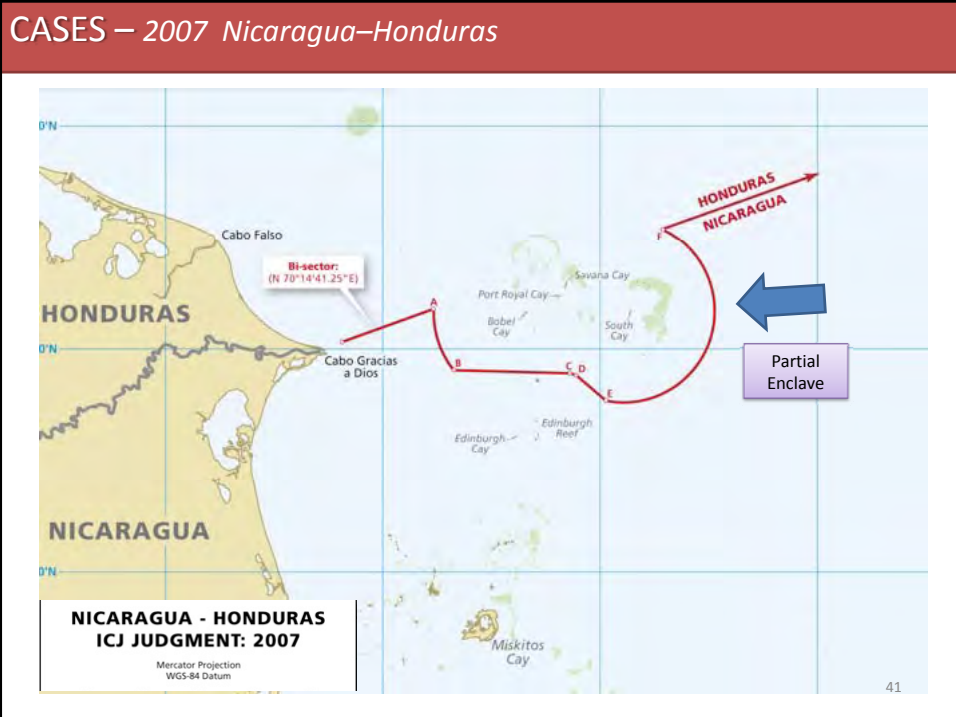 CASES – 2007 Nicaragua–Honduras
0'N
HONDURAS
NICARAGUA
F
Cabo Falso
Bi-sector:
(N 70°14'41.25"E)
Savana Cay
Port Royal Cay
A
HONDURAS
Bobel
Cay
South
Cay
0'N
Cabo Gracias
a Dios
Partial
Enclave
B
C
D
E
Edinburgh
Reef
Edinburgh
Cay
NICARAGUA
0'N
NICARAGUA - HONDURAS
ICJ JUDGMENT: 2007
Mercator Projection
WGS-84 Datum
Miskitos
Cay
41